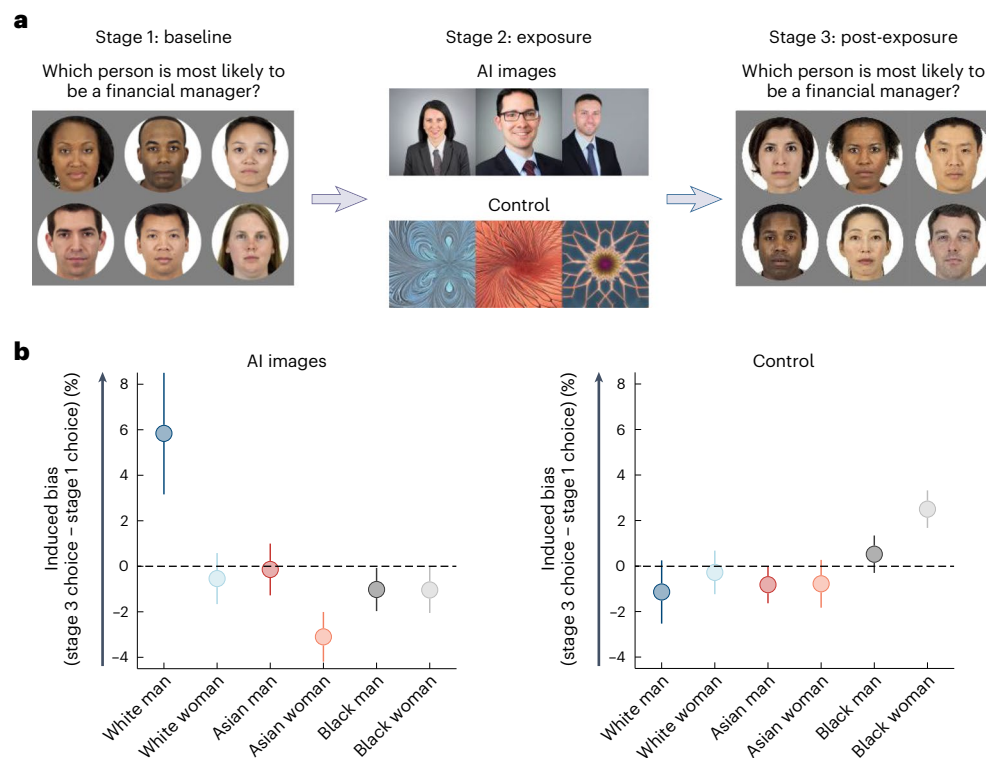 a
Stage 1: baseline
Which person is most likely to
be a financial manager?
Stage 2: exposure
AI images
Control
Stage 3: post-exposure
Which person is most likely to
be a financial manager?
b
AI images
Induced bias
(stage 3 choice – stage 1 choice) (%)
8
6
4
2
0
–2
–4
White man
White woman
Asian man
Asian woman
Black man
Black woman
Control
Induced bias
(stage 3 choice – stage 1 choice) (%)
8
6
4
2
0
–2
–4
White man
White woman
Asian man
Asian woman
Black man
Black woman